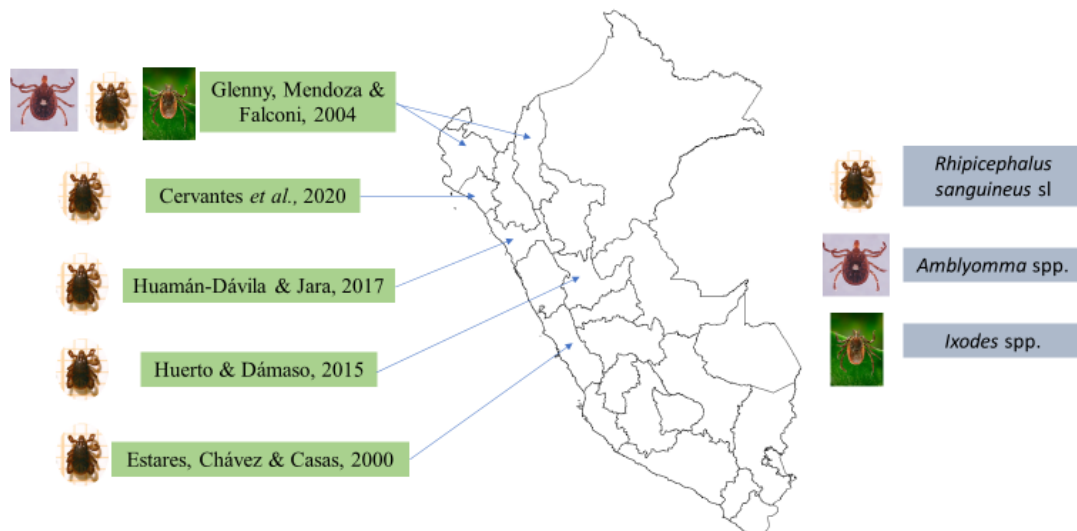 Glenny, Mendoza &
Falconi, 2004
Cervantes et al., 2020
Huamán-Dávila & Jara, 2017
Huerto & Dámaso, 2015
Estares, Chávez & Casas, 2000
Rhipicephalus
sanguineus sl
Amblyomma spp.
Ixodes spp.